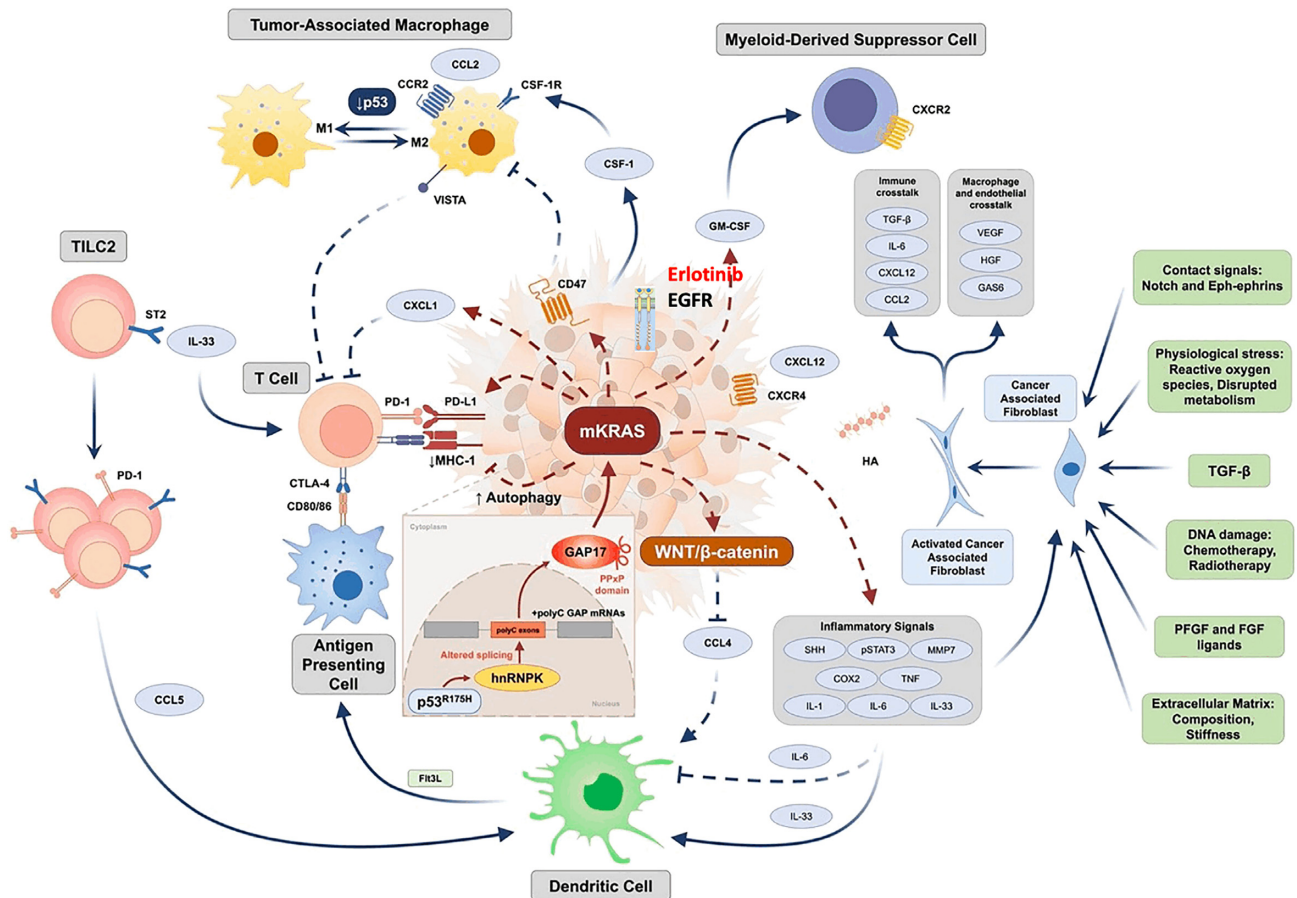 Tumor-Associated Macrophage
CCL2
CCR2
CSF-1R
↓p53
M1
M2
VISTA
CSF-1
Myeloid-Derived Suppressor Cell
CXCR2
GM-CSF
Immune
crosstalk
TGF-β
IL-6
CXCL12
CCL2
Macrophage
and endothelial
crosstalk
VEGF
HGF
GAS6
TILC2
ST2
IL-33
T Cell
CXCL1
CD47
Erlotinib
EGFR
CXCL12
CXCR4
PD-1
PD-L1
↓MHC-1
mKRAS
HA
CTLA-4
CD80/86
↑ Autophagy
PD-1
Cytoplasm
GAP17
PPxP
domain
+polyC GAP mRNAs
polyC exons
Altered splicing
hnRNPK
p53R175H
Nucleus
WNT/β-catenin
CCL4
Antigen
Presenting
Cell
CCL5
Flt3L
Dendritic Cell
Inflammatory Signals
SHH
pSTAT3
MMP7
COX2
TNF
IL-1
IL-6
IL-33
IL-6
IL-33
Cancer
Associated
Fibroblast
Activated Cancer
Associated
Fibroblast
Contact signals:
Notch and Eph-ephrins
Physiological stress:
Reactive oxygen
species, Disrupted
metabolism
TGF-β
DNA damage:
Chemotherapy,
Radiotherapy
PFGF and FGF
ligands
Extracellular Matrix:
Composition,
Stiffness